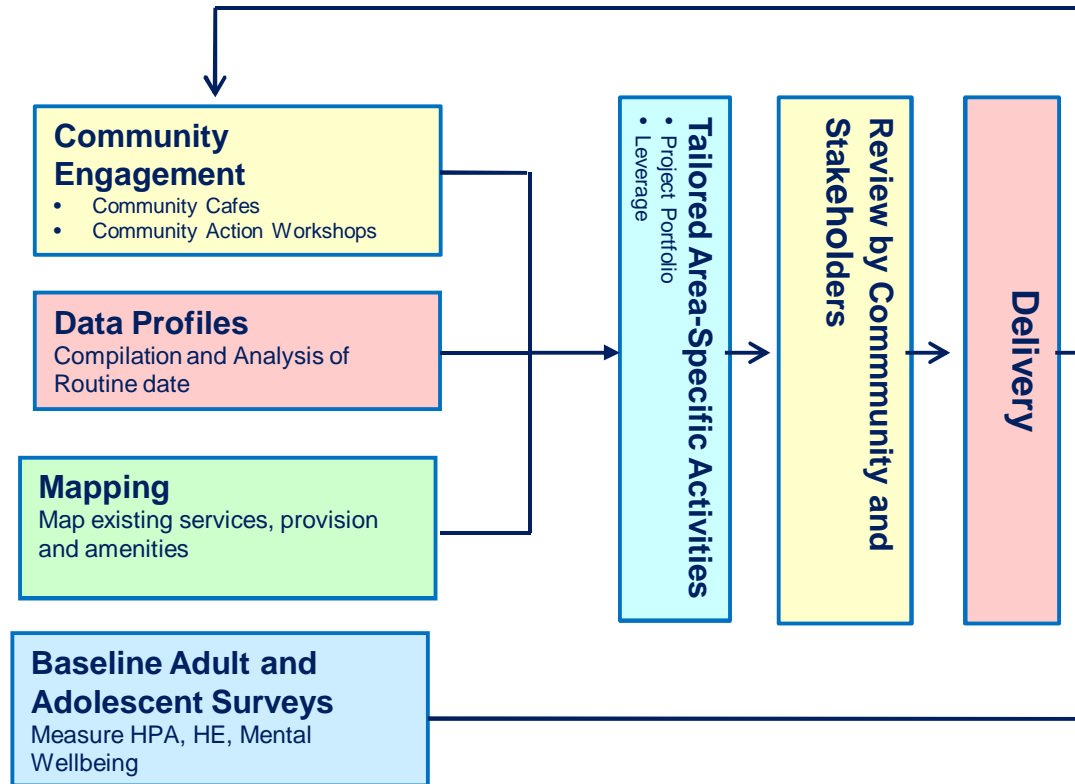 Community
Engagement
• Community Cafes
• Community Action Workshops
Data Profiles
Compilation and Analysis of
Routine date
Mapping
Map existing services, provision
and amenities
Baseline Adult and
Adolescent Surveys
Measure HPA, HE, Mental
Wellbeing
Tailored Area-Specific Activities
• Project Portfolio
• Leverage
Review by Commmunity and
Stakeholders
Delivery